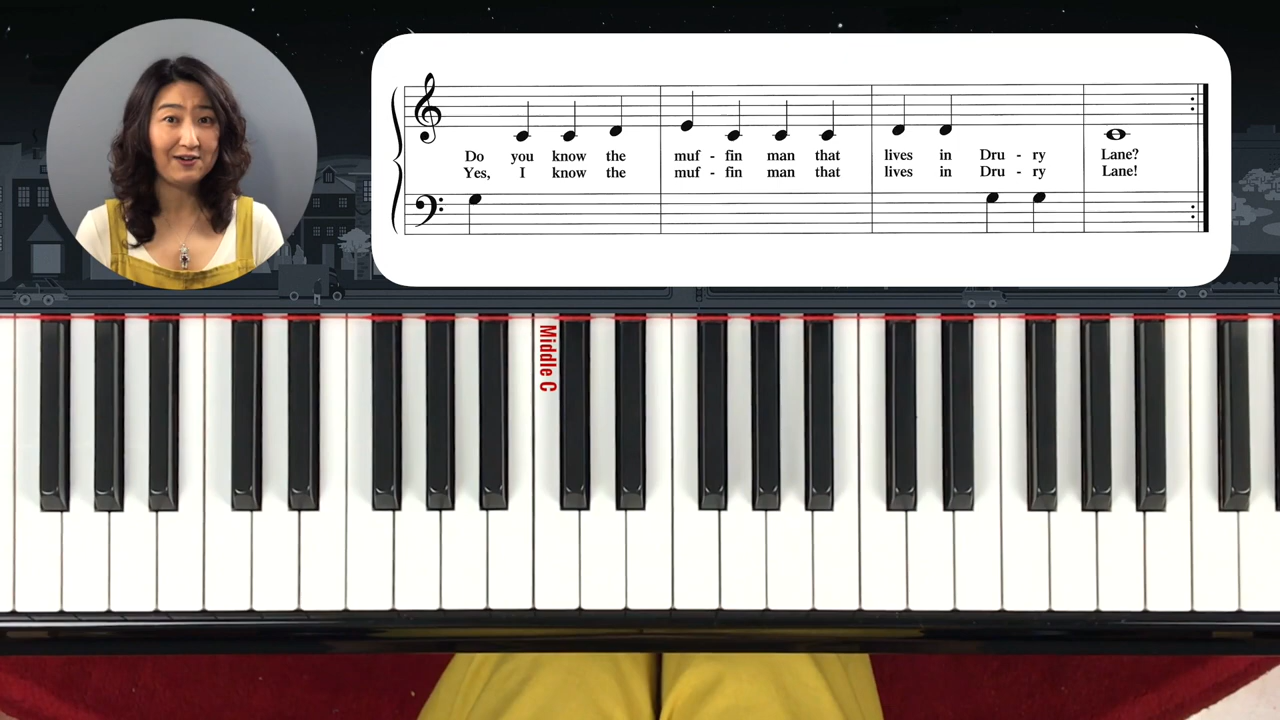 Do you know the muf - fin man that lives in Dru - ry Lane?
Yes, I know the muf - fin man that lives in Dru - ry Lane!
Middle C